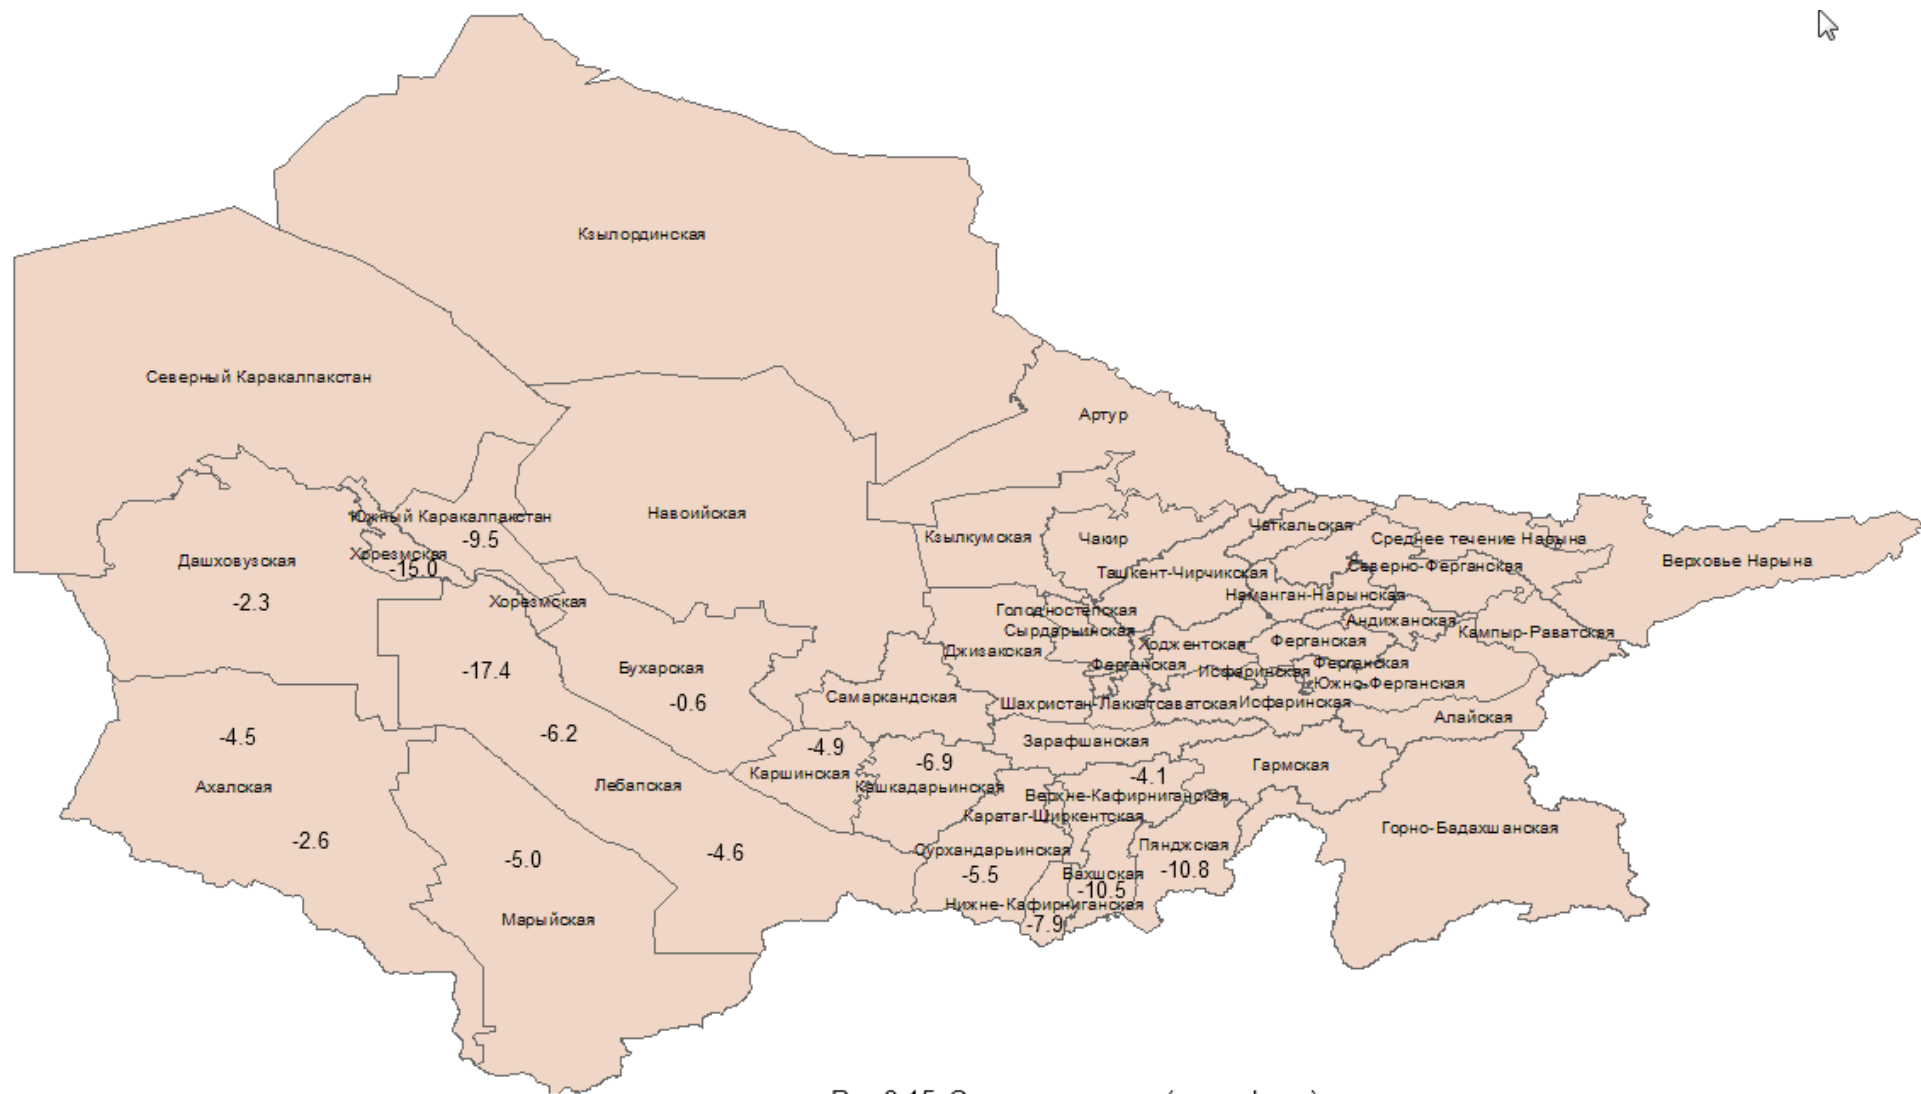 Кзылординская
Северный Каракалпакстан
Артур
Навоийская
Южный Каракалпакстан
-9.5
Хорезмская
-15.0
Дашховузская
-2.3
Хорезмская
Кзылкумская
Чакир
Чаткальская
Среднее течение Нарына
Верховье Нарына
Ташкент-Чирчикская
Северно-Ферганская
Наманган-Нарынская
Голодностепская
Сырдарьинская
Андижанская
Кампыр-Раватская
Джизакская
Ходжентская
Ферганская
Ферганская
Исфаринская
Ферганская
Южно-Ферганская
-17.4
Бухарская
-0.6
Самаркандская
Шахристан-Лаккатсаватская
Исфаринская
Алайская
-4.5
-6.2
-4.9
-6.9
Зарафшанская
-4.1
Гармская
Ахалская
Лебапская
Каршинская
Кашкадарьинская
Верхне-Кафирниганская
Каратаг-Ширкентская
Горно-Бадахшанская
-2.6
-5.0
-4.6
Сурхандарьинская
-5.5
Пянджская
-10.8
Вахшская
-10.5
Нижне-Кафирниганская
-7.9
Марыйская